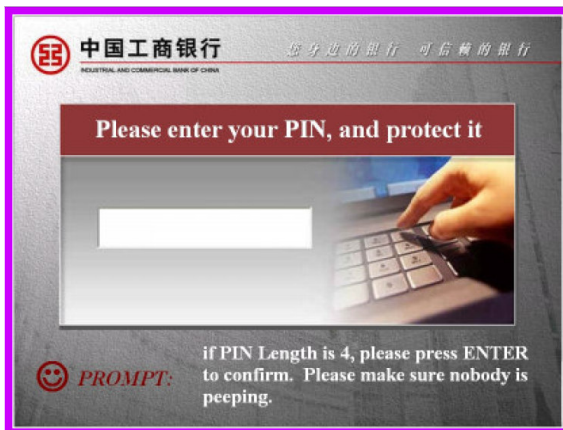 中国工商银行
INDUSTRIAL AND COMMERCIAL BANK OF CHINA
您身边的银行 可信赖的银行
Please enter your PIN, and protect it
if PIN Length is 4, please press ENTER
PROMPT: to confirm. Please make sure nobody is
peeping.